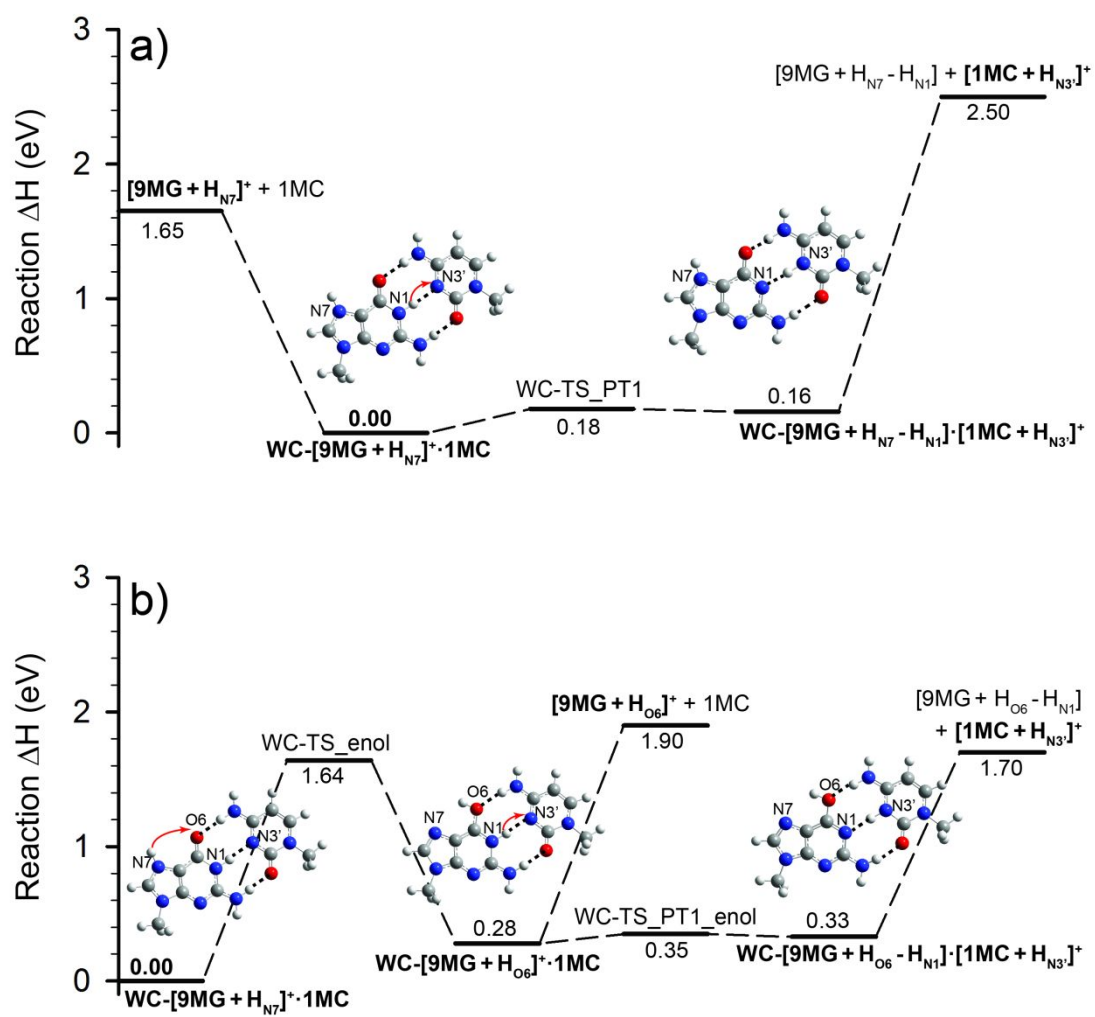 a)
Reaction ΔH (eV)
3
2
1
0
[9MG + H_N7 - H_N1] + [1MC + H_N3']⁺
2.50
[9MG + H_N7]⁺ + 1MC
1.65
N7
N1
N3'
N7
N1
N3'
0.00
WC-[9MG + H_N7]⁺·1MC
WC-TS_PT1
0.18
0.16
WC-[9MG + H_N7 - H_N1]·[1MC + H_N3']⁺
b)
Reaction ΔH (eV)
3
2
1
0
WC-TS_enol
1.64
[9MG + H_O6]⁺ + 1MC
1.90
[9MG + H_O6 - H_N1]
+ [1MC + H_N3']⁺
1.70
O6
N7
N1
N3'
O6
N7
N1
N3'
O6
N7
N1
N3'
0.00
WC-[9MG + H_N7]⁺·1MC
0.28
WC-[9MG + H_O6]⁺·1MC
WC-TS_PT1_enol
0.35
0.33
WC-[9MG + H_O6 - H_N1]·[1MC + H_N3']⁺